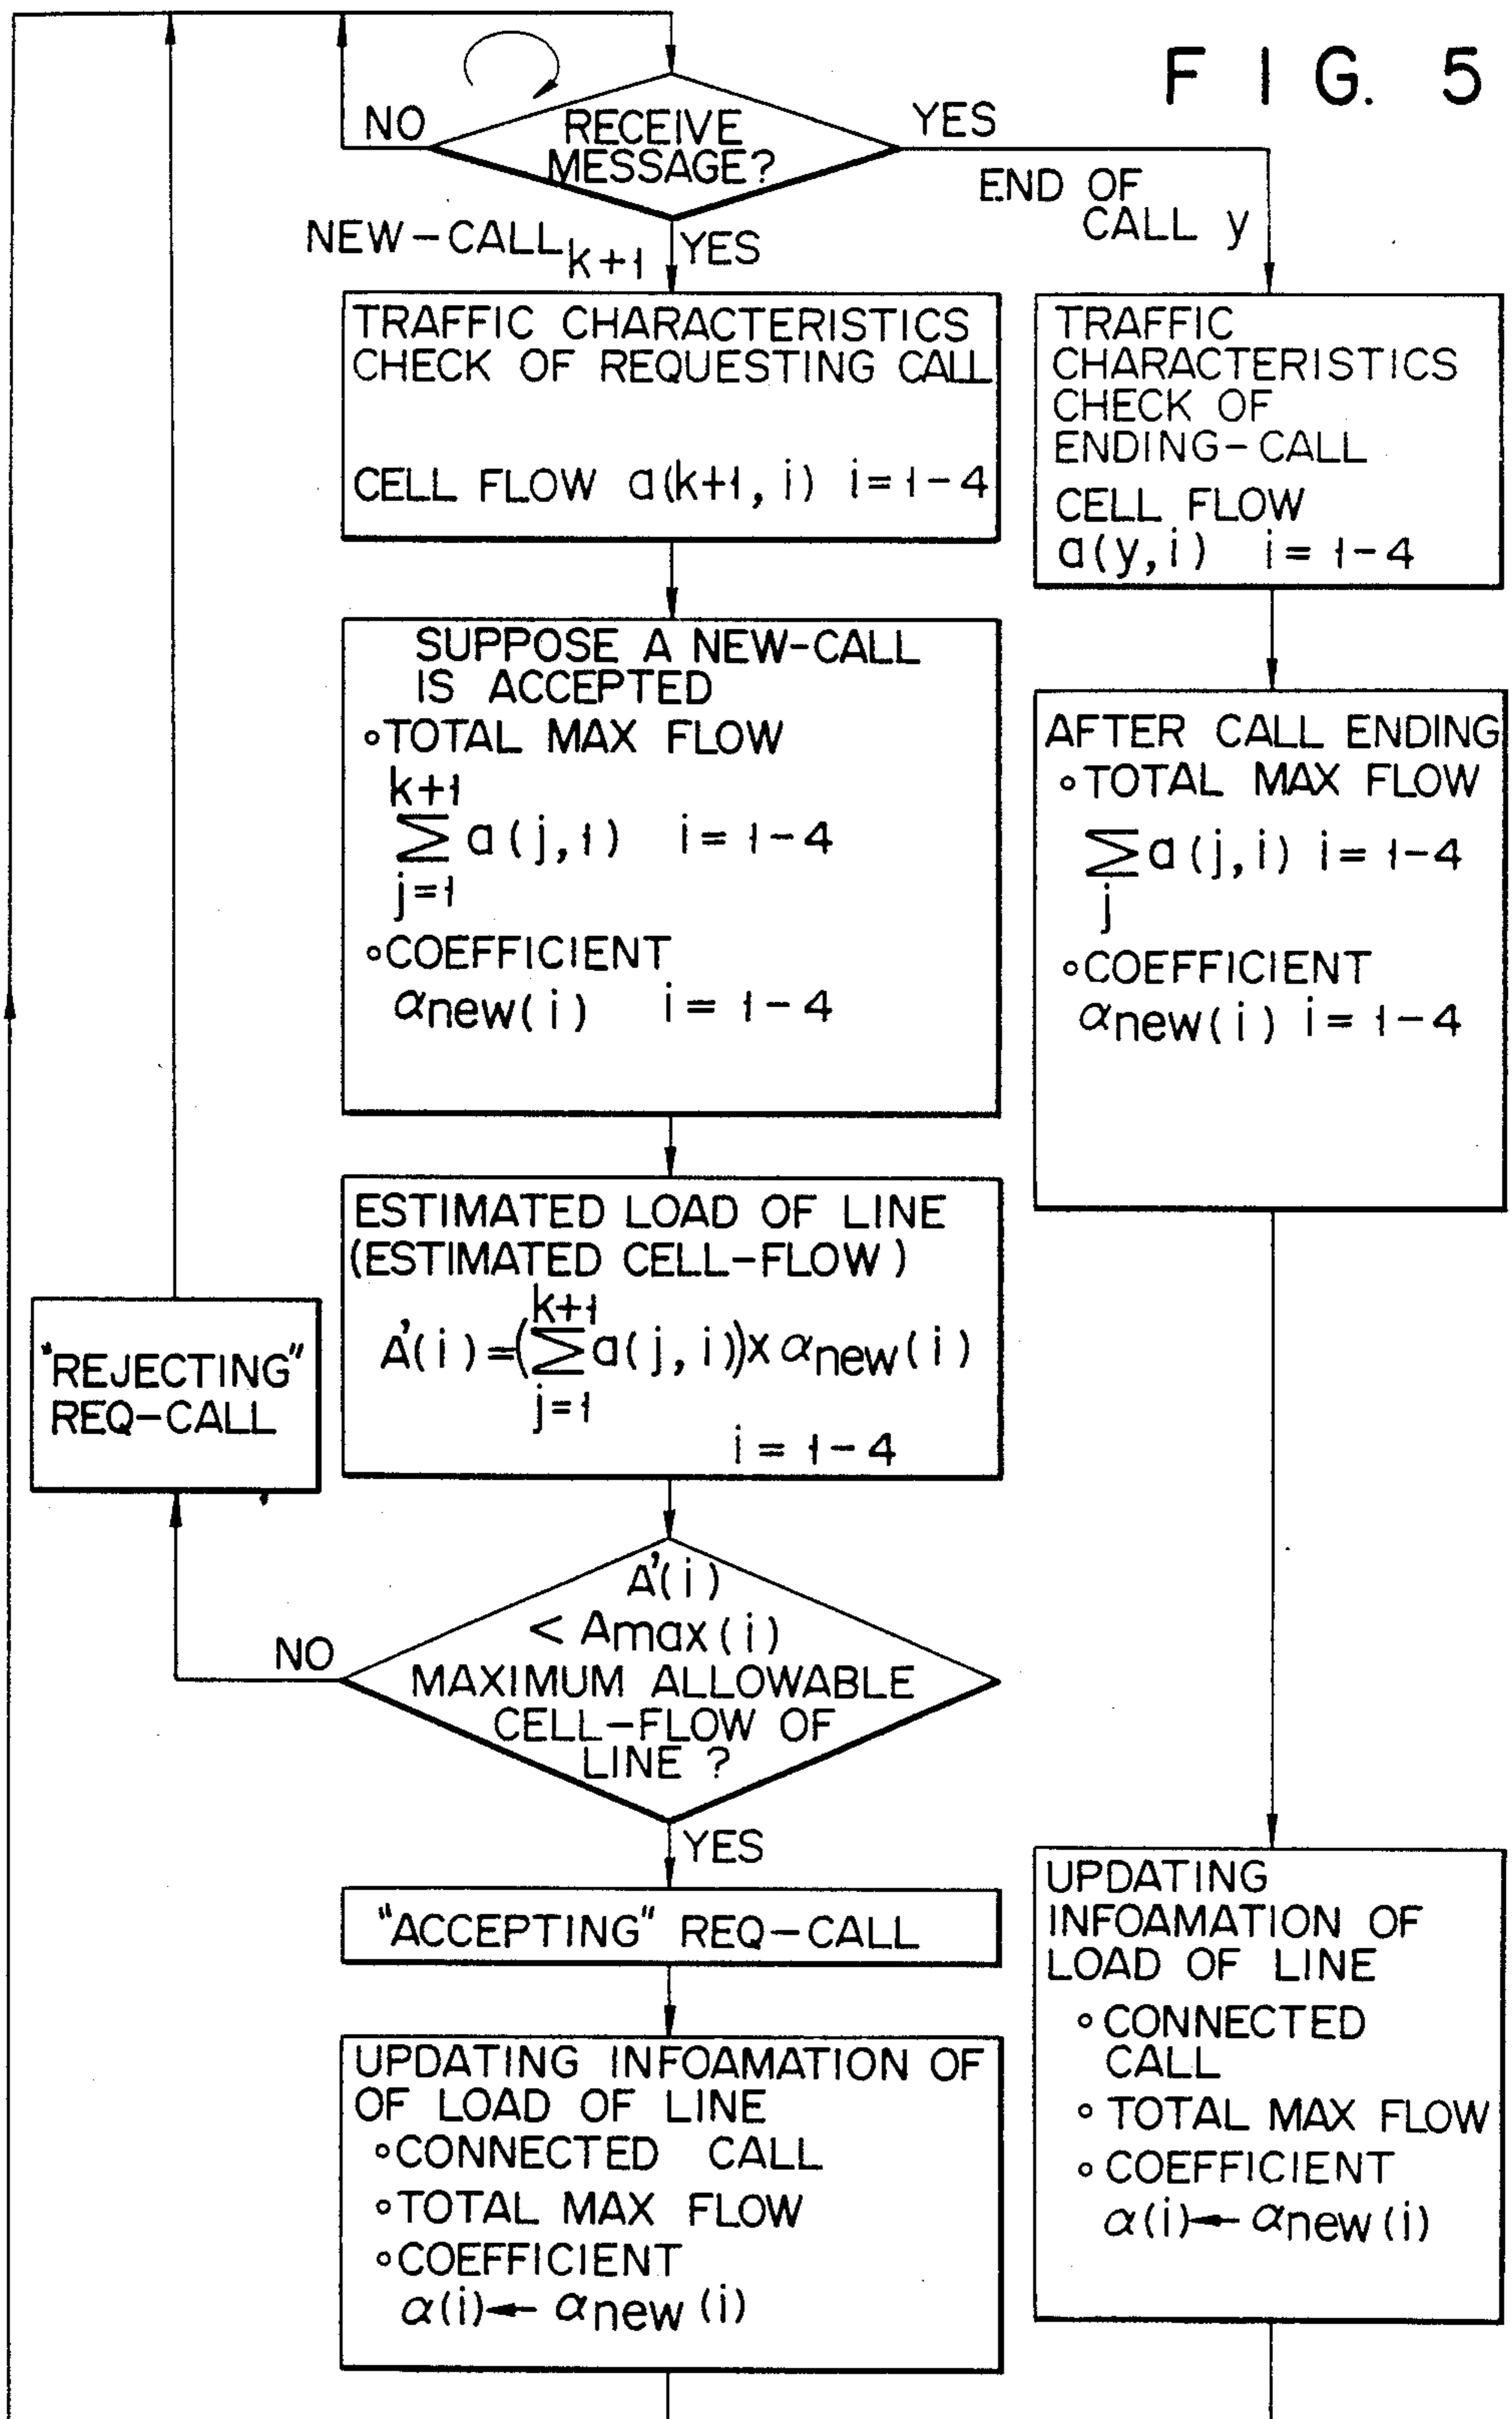 FIG. 5
NO
RECEIVE
MESSAGE?
YES
END OF
CALL y
NEW-CALL k+1
YES
TRAFFIC CHARACTERISTICS
CHECK OF REQUESTING CALL
CELL FLOW a(k+1, i) i=1-4
TRAFFIC
CHARACTERISTICS
CHECK OF
ENDING-CALL
CELL FLOW
a(y,i) i=1-4
SUPPOSE A NEW-CALL
IS ACCEPTED
∘TOTAL MAX FLOW
k+1
∑ a(j,1) i=1-4
j=1
∘COEFFICIENT
αnew(i) i=1-4
AFTER CALL ENDING
∘TOTAL MAX FLOW
∑a(j,i) i=1-4
j
∘COEFFICIENT
αnew(i) i=1-4
ESTIMATED LOAD OF LINE
(ESTIMATED CELL-FLOW)
k+1
A'(i)=(∑a(j,i))×αnew(i)
j=1
i=1-4
"REJECTING"
REQ-CALL
A'(i)
< Amax(i)
MAXIMUM ALLOWABLE
CELL-FLOW OF
LINE ?
NO
YES
"ACCEPTING" REQ-CALL
UPDATING INFOAMATION OF
OF LOAD OF LINE
∘CONNECTED CALL
∘TOTAL MAX FLOW
∘COEFFICIENT
α(i)← αnew(i)
UPDATING
INFOAMATION OF
LOAD OF LINE
∘CONNECTED
CALL
∘TOTAL MAX FLOW
∘COEFFICIENT
α(i)← αnew(i)